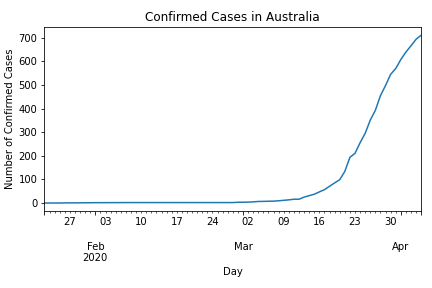 Confirmed Cases in Australia
Number of Confirmed Cases
700
600
500
400
300
200
100
0
27 03 10 17 24 02 09 16 23 30
Feb Mar Apr
2020
Day